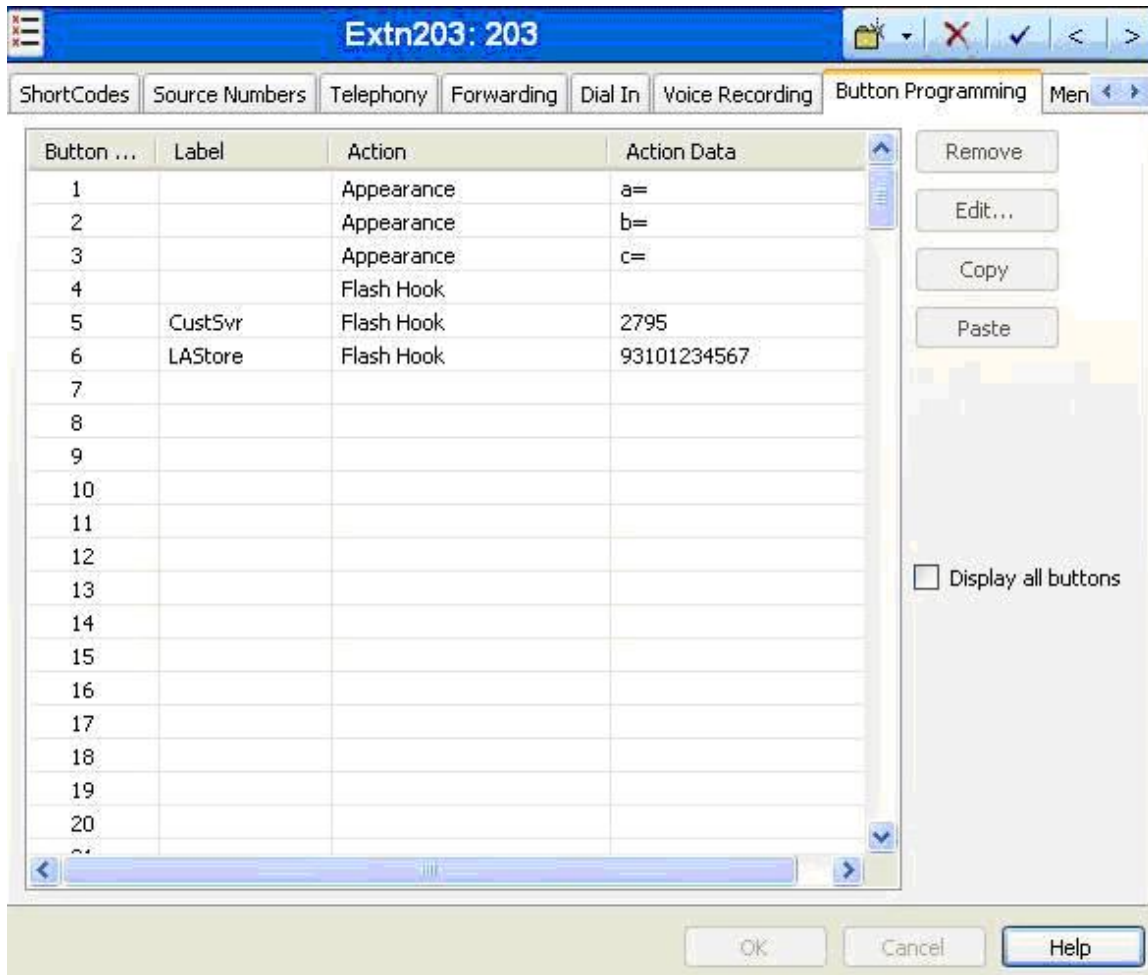 Extn203: 203
ShortCodes Source Numbers Telephony Forwarding Dial In Voice Recording Button Programming Men
Button ... Label Action Action Data
1 Appearance a=
2 Appearance b=
3 Appearance c=
4 Flash Hook
5 CustSvr Flash Hook 2795
6 LAStore Flash Hook 93101234567
7
8
9
10
11
12
13
14
15
16
17
18
19
20
Remove
Edit...
Copy
Paste
Display all buttons
OK Cancel Help